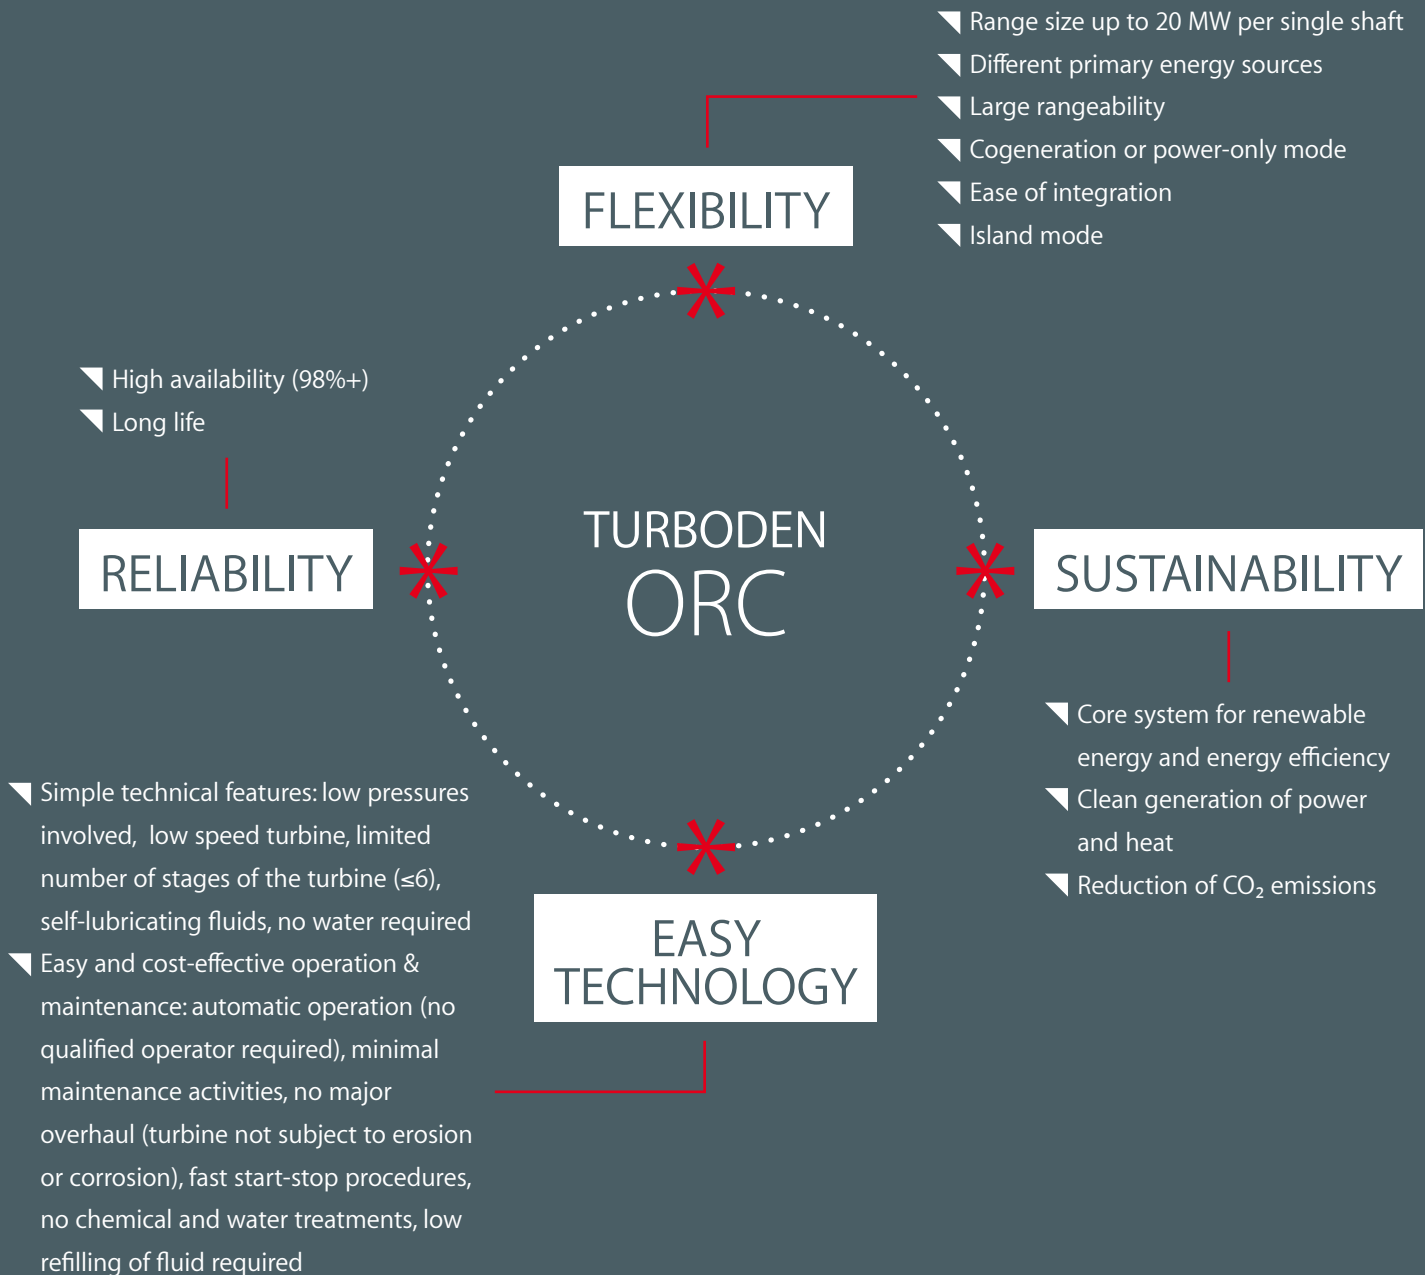 Range size up to 20 MW per single shaft
Different primary energy sources
Large rangeability
Cogeneration or power-only mode
Ease of integration
Island mode
FLEXIBILITY
High availability (98%+)
Long life
RELIABILITY
TURBODEN
ORC
SUSTAINABILITY
Core system for renewable
energy and energy efficiency
Clean generation of power
and heat
Reduction of CO₂ emissions
EASY
TECHNOLOGY
Simple technical features: low pressures
involved, low speed turbine, limited
number of stages of the turbine (≤6),
self-lubricating fluids, no water required
Easy and cost-effective operation &
maintenance: automatic operation (no
qualified operator required), minimal
maintenance activities, no major
overhaul (turbine not subject to erosion
or corrosion), fast start-stop procedures,
no chemical and water treatments, low
refilling of fluid required